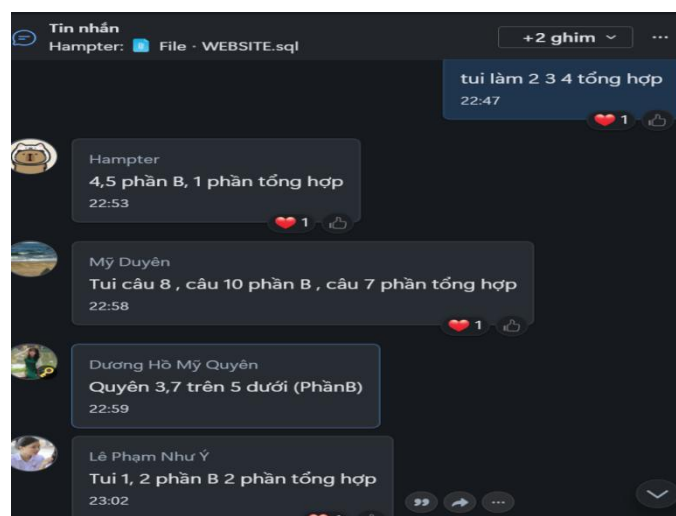 Tin nhắn
Hampter: File · WEBSITE.sql
+2 ghim
tui làm 2 3 4 tổng hợp
22:47
1
Hampter
4,5 phần B, 1 phần tổng hợp
22:53
1
Mỹ Duyên
Tui câu 8 , câu 10 phần B , câu 7 phần tổng hợp
22:58
1
Dương Hồ Mỹ Quyên
Quyên 3,7 trên 5 dưới (PhầnB)
22:59
Lê Phạm Như Ý
Tui 1, 2 phần B 2 phần tổng hợp
23:02